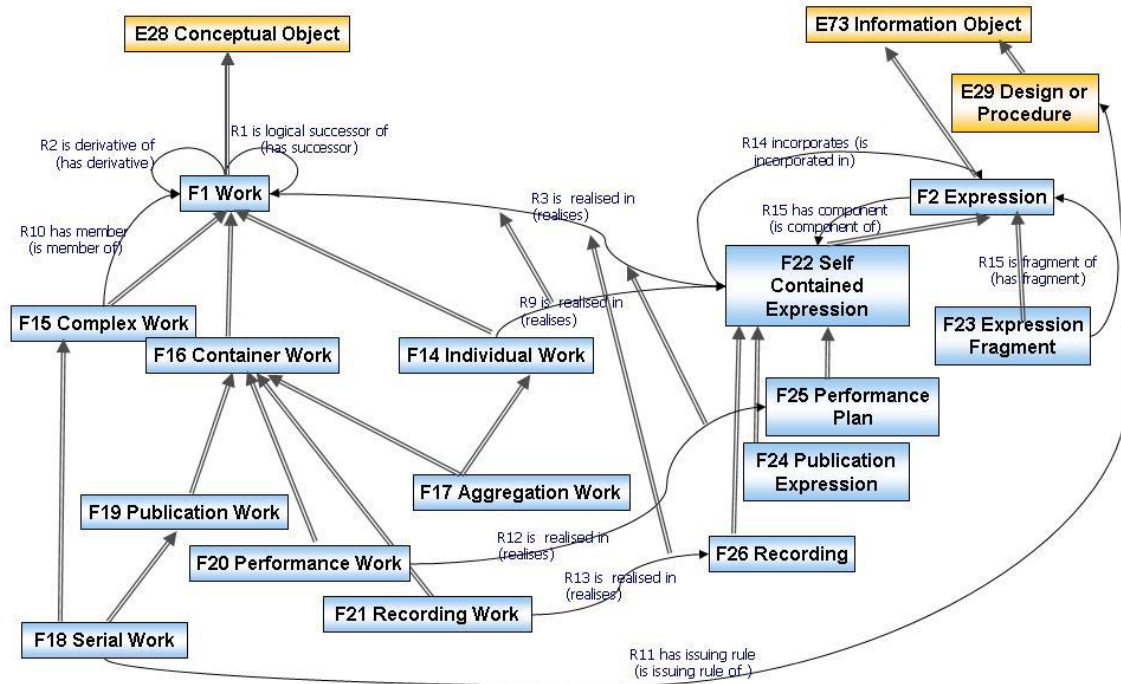 E28 Conceptual Object
E73 Information Object
E29 Design or
Procedure
R2 is derivative of
(has derivative)
R1 is logical successor of
(has successor)
R14 incorporates (is
incorporated in)
F1 Work
F2 Expression
R3 is  realised in
(realises)
R15 has component
(is component of)
R10 has member
(is member of)
F22 Self
Contained
Expression
R15 is fragment of
(has fragment)
R9 is  realised in
(realises)
F15 Complex Work
F23 Expression
Fragment
F16 Container Work
F14 Individual Work
F25 Performance
Plan
F24 Publication
Expression
F17 Aggregation Work
F19 Publication Work
R12 is  realised in
(realises)
F26 Recording
F20 Performance Work
R13 is  realised in
(realises)
F21 Recording Work
F18 Serial Work
R11 has issuing rule
(is issuing rule of )